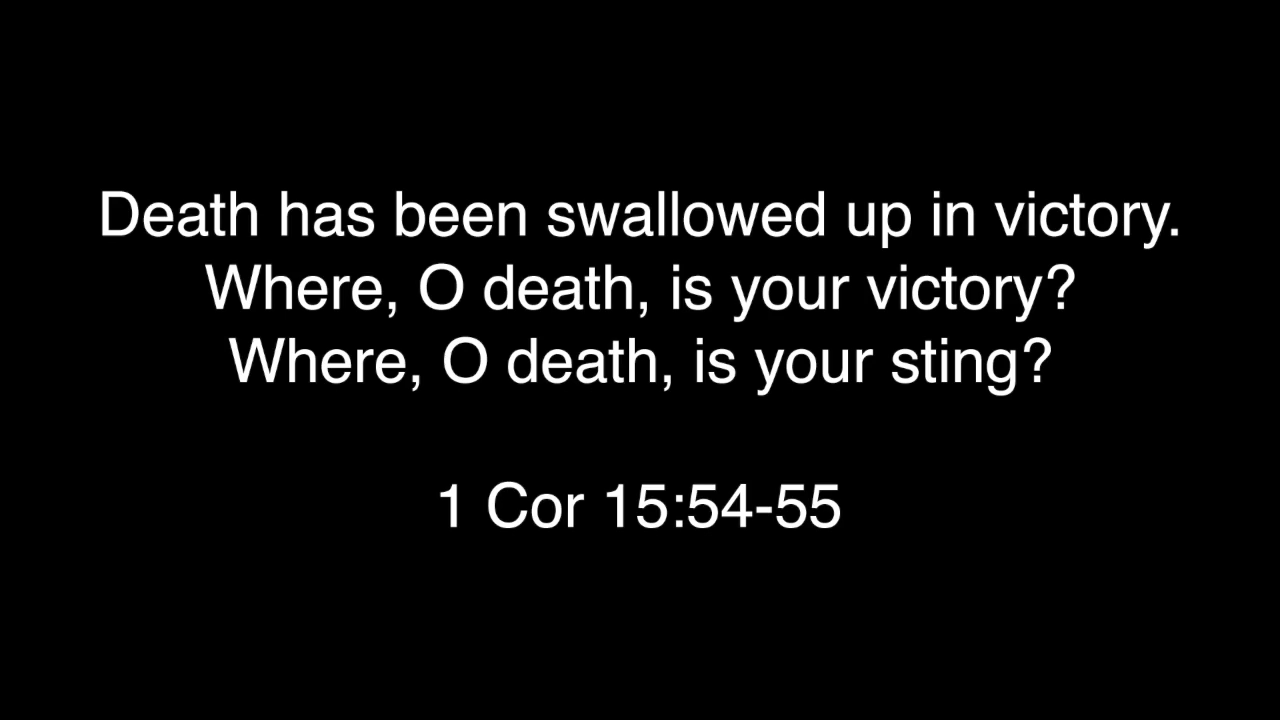 Death has been swallowed up in victory.
Where, O death, is your victory?
Where, O death, is your sting?
1 Cor 15:54-55